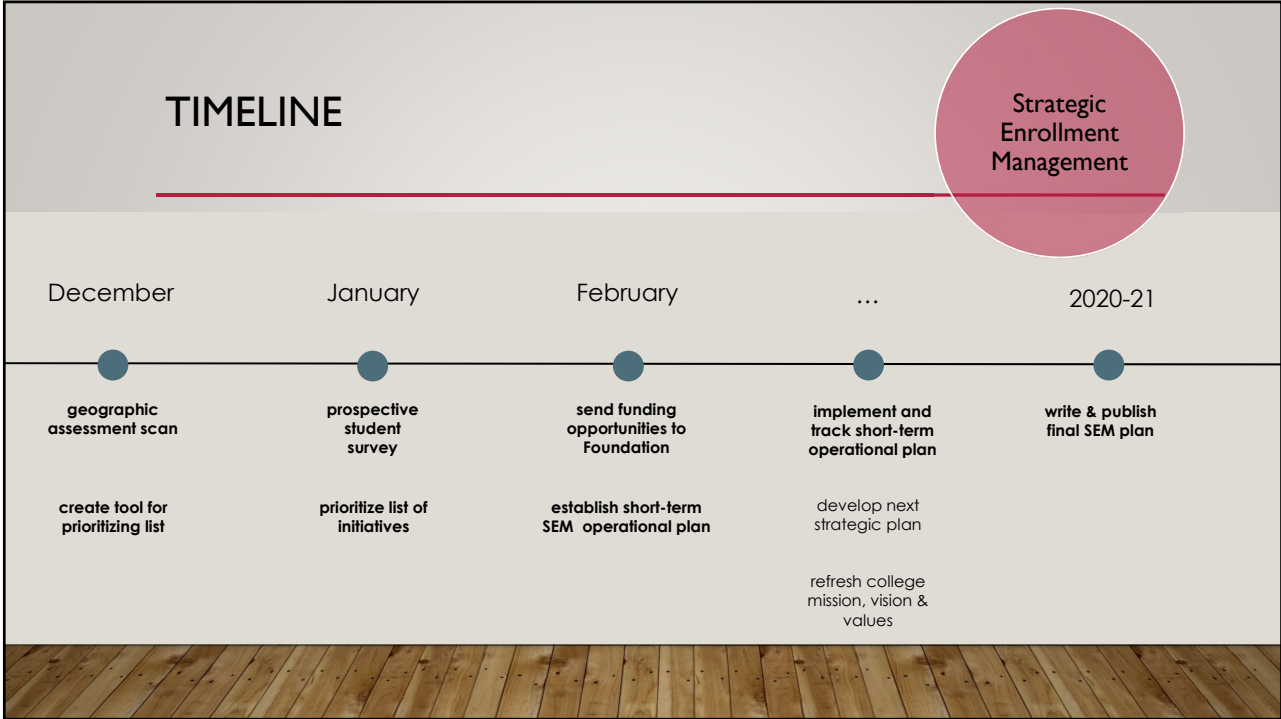 TIMELINE
Strategic
Enrollment
Management
December
January
February
...
2020-21
geographic
assessment scan
create tool for
prioritizing list
prospective
student
survey
prioritize list of
initiatives
send funding
opportunities to
Foundation
establish short-term
SEM operational plan
implement and
track short-term
operational plan
develop next
strategic plan
refresh college
mission, vision &
values
write & publish
final SEM plan